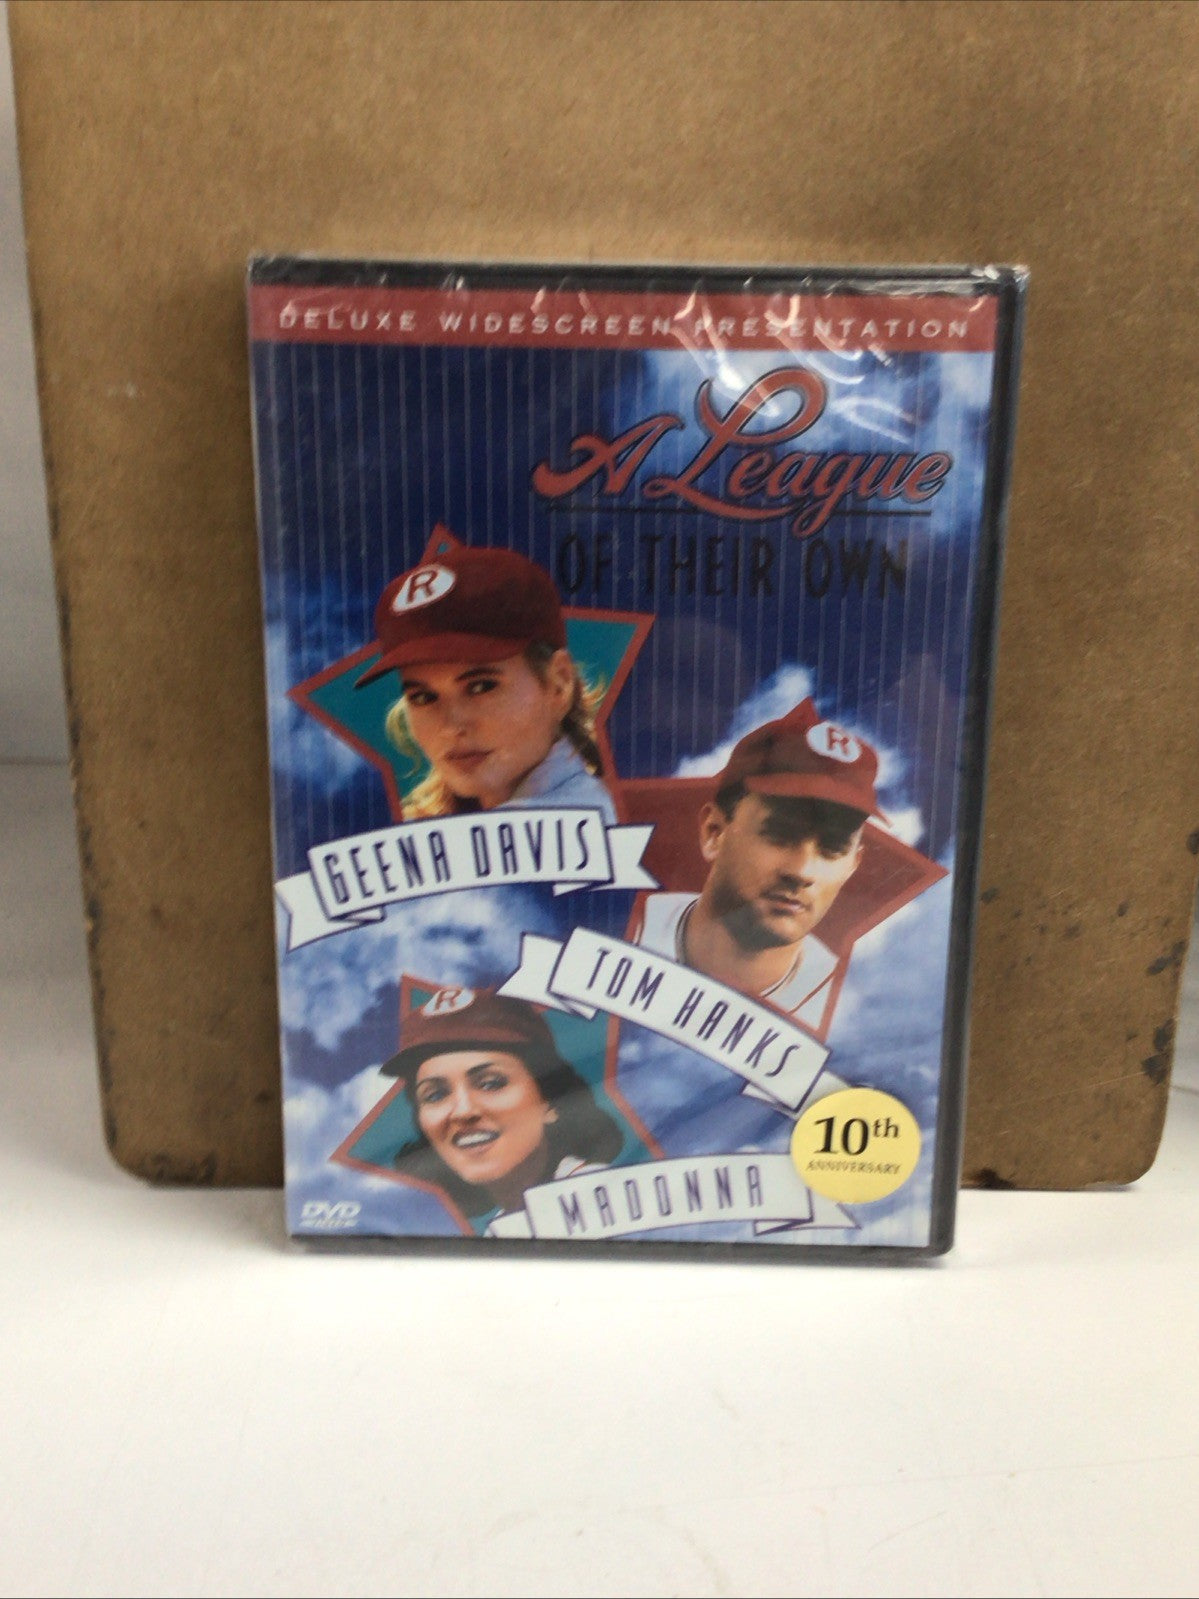 DELUXE WIDESCREEN PRESENTATION
A League
OF THEIR OWN
R
GEENA DAVIS
R
TOM HANKS
R
MADONNA
10th
ANNIVERSARY
DVD